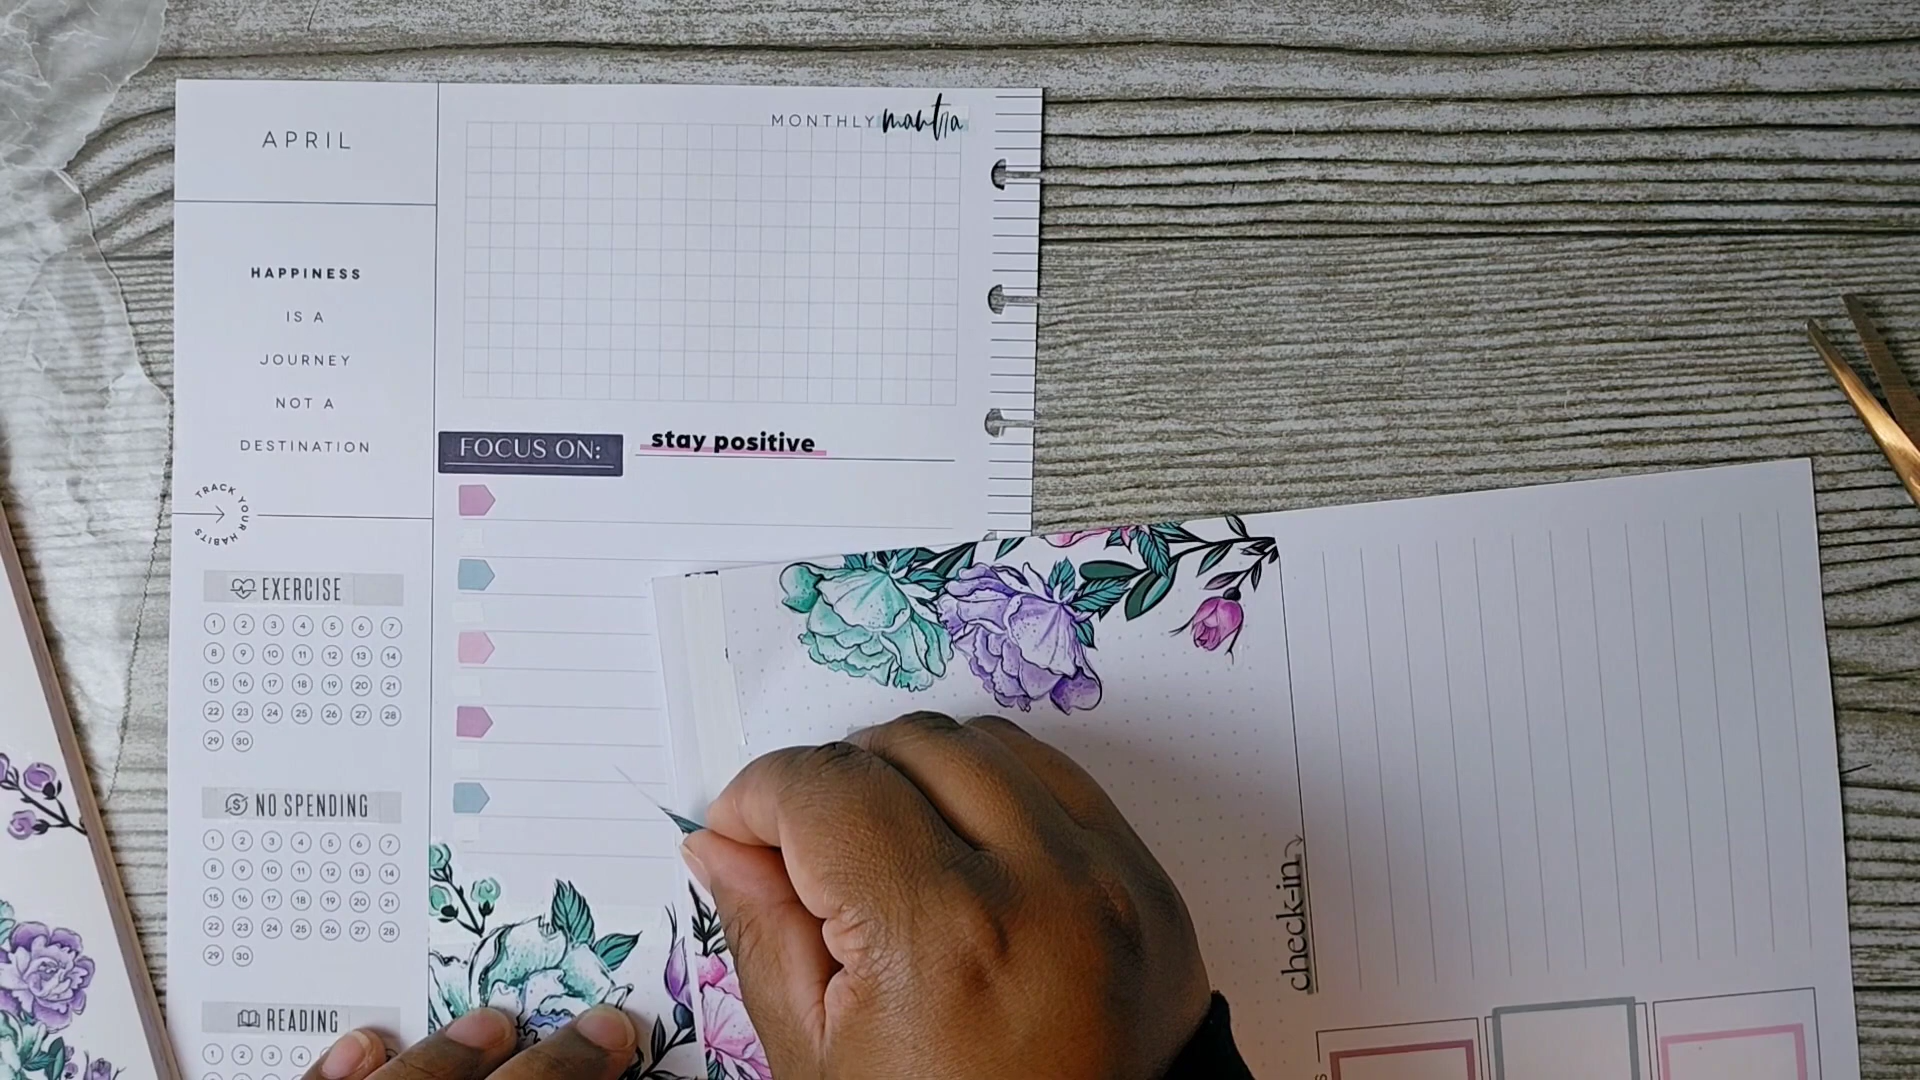 APRIL
HAPPINESS
IS A
JOURNEY
NOT A
DESTINATION
TRACK YOUR HABITS
EXERCISE
1 2 3 4 5 6 7
8 9 10 11 12 13 14
15 16 17 18 19 20 21
22 23 24 25 26 27 28
29 30
NO SPENDING
1 2 3 4 5 6 7
8 9 10 11 12 13 14
15 16 17 18 19 20 21
22 23 24 25 26 27 28
29 30
READING
1 2 3 4
MONTHLY mantra
FOCUS ON: stay positive
check-in